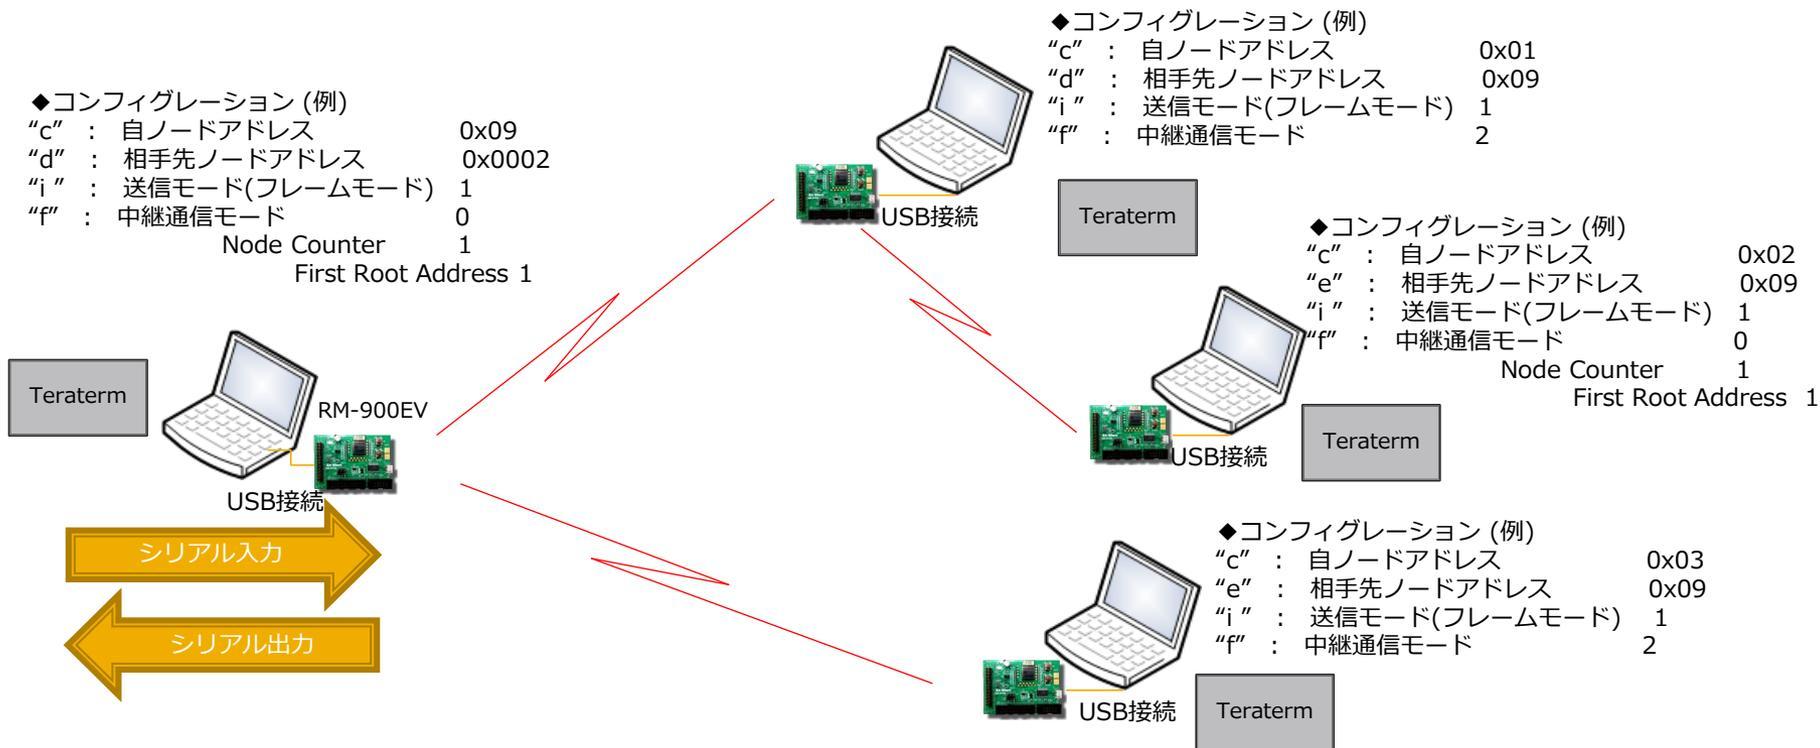 ◆コンフィグレーション (例)
“c” : 自ノードアドレス 0x09
“d” : 相手先ノードアドレス 0x0002
“i ” : 送信モード(フレームモード) 1
“f” : 中継通信モード 0
Node Counter 1
First Root Address 1
Teraterm
RM-900EV
USB接続
シリアル入力
シリアル出力
◆コンフィグレーション (例)
“c” : 自ノードアドレス 0x01
“d” : 相手先ノードアドレス 0x09
“i ” : 送信モード(フレームモード) 1
“f” : 中継通信モード 2
USB接続
Teraterm
◆コンフィグレーション (例)
“c” : 自ノードアドレス 0x02
“e” : 相手先ノードアドレス 0x09
“i ” : 送信モード(フレームモード) 1
“f” : 中継通信モード 0
Node Counter 1
First Root Address 1
USB接続
Teraterm
◆コンフィグレーション (例)
“c” : 自ノードアドレス 0x03
“e” : 相手先ノードアドレス 0x09
“i ” : 送信モード(フレームモード) 1
“f” : 中継通信モード 2
USB接続
Teraterm